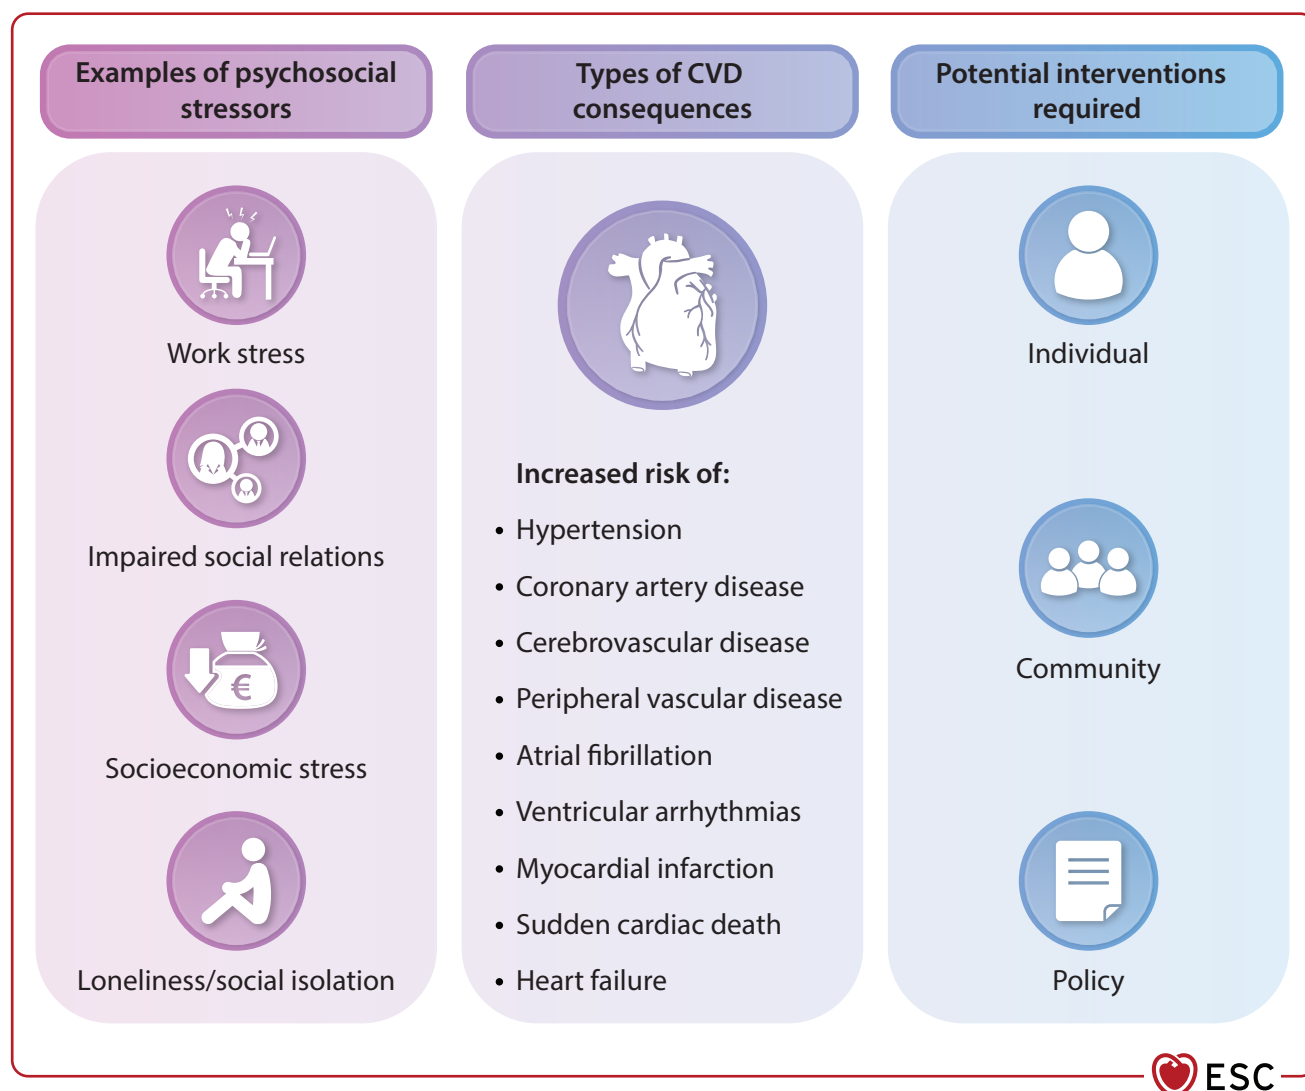 Examples of psychosocial
stressors
Work stress
Impaired social relations
€
Socioeconomic stress
Loneliness/social isolation
Types of CVD
consequences
Increased risk of:
• Hypertension
• Coronary artery disease
• Cerebrovascular disease
• Peripheral vascular disease
• Atrial fibrillation
• Ventricular arrhythmias
• Myocardial infarction
• Sudden cardiac death
• Heart failure
Potential interventions
required
Individual
Community
Policy
ESC